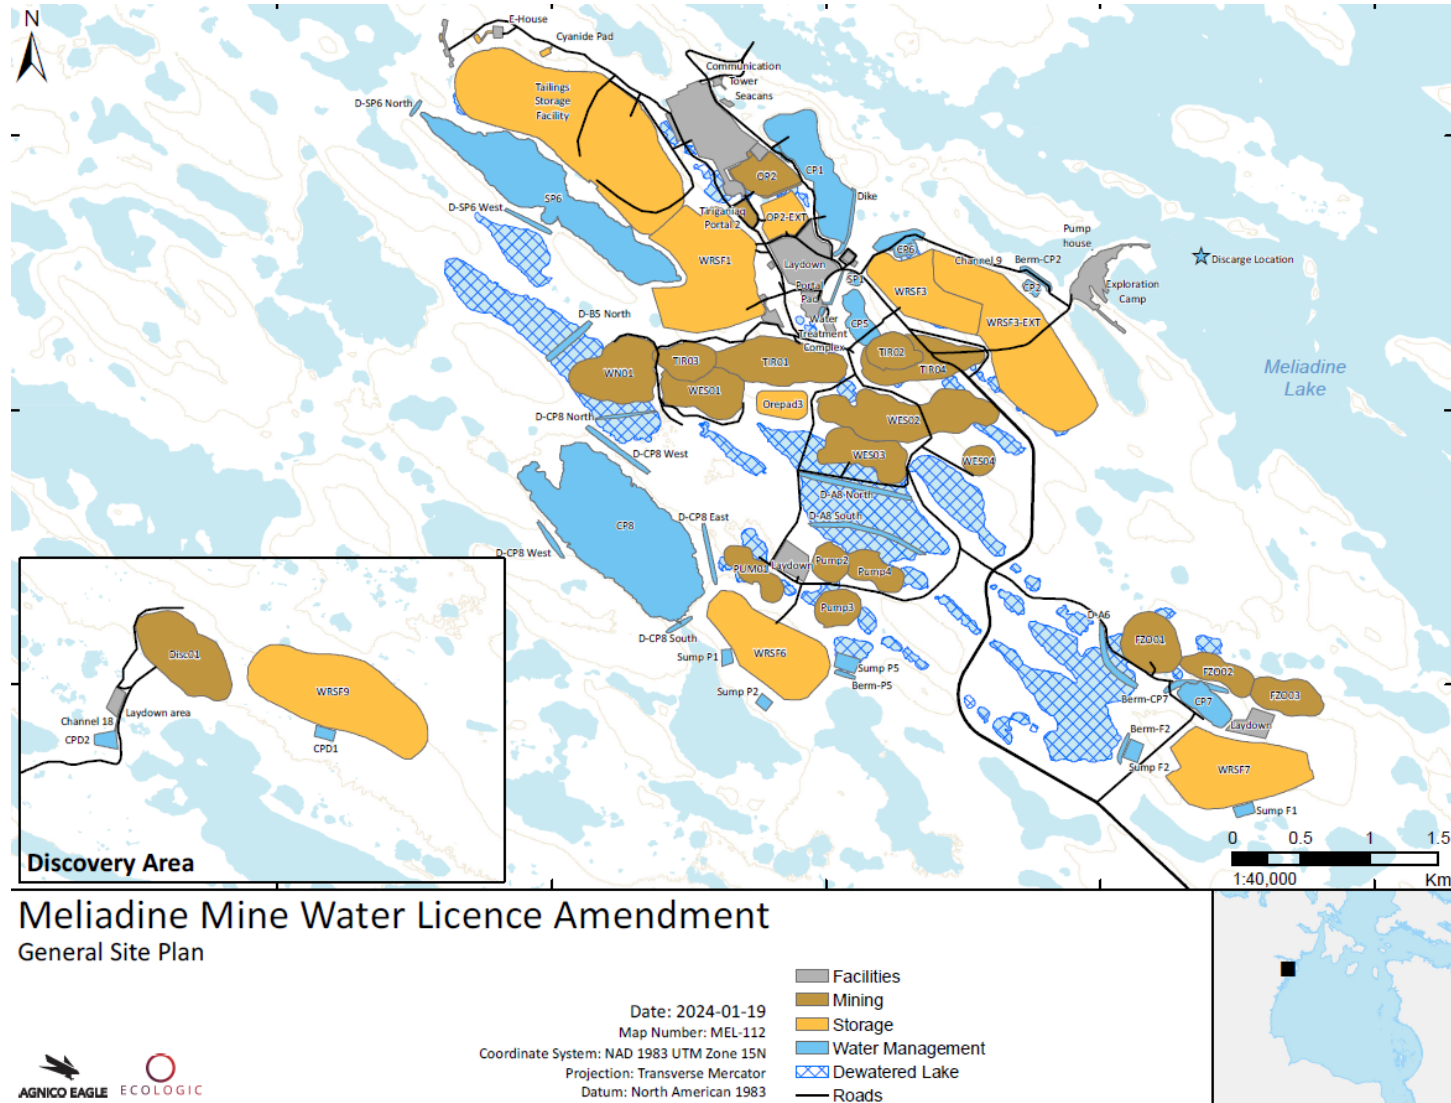 N
E-House
Cyanide Pad
Communication
Tower
Seacans
Tailings
Storage
Facility
D-SP6 North
CP1
OP2
SP6
Dike
D-SP6 West
Tiriganiaq
Portal 2
OP2-EXT
Pump
house
CP6
WRSF1
Laydown
Channel 9
Berm-CP2
Discarge Location
SP1
Portal
Pad
WRSF3
CP2
Exploration
Camp
D-B5 North
Water
Treatment
Complex
CP5
WRSF3-EXT
TIR02
TIR03
TIR01
TIR04
WN01
Meliadine
Lake
WES01
Orepad3
D-CP8 North
WES02
D-CP8 West
WES03
WES04
D-A8 North
D-CP8 East
D-A8 South
CP8
D-CP8 West
PUM01
Laydown
Pump2
Pump4
Pump3
D-A6
D-CP8 South
FZO01
Sump P1
WRSF6
Sump P5
Berm-P5
FZO02
Sump P2
FZO03
Berm-CP7
CP7
Laydown
Berm-F2
Sump F2
WRSF7
Sump F1
Disc01
WRSF9
Laydown area
Channel 18
CPD2
CPD1
Discovery Area
0 0.5 1 1.5
1:40,000 Km
Meliadine Mine Water Licence Amendment
General Site Plan
Date: 2024-01-19
Map Number: MEL-112
Coordinate System: NAD 1983 UTM Zone 15N
Projection: Transverse Mercator
Datum: North American 1983
AGNICO EAGLE
ECOLOGIC
Facilities
Mining
Storage
Water Management
Dewatered Lake
Roads